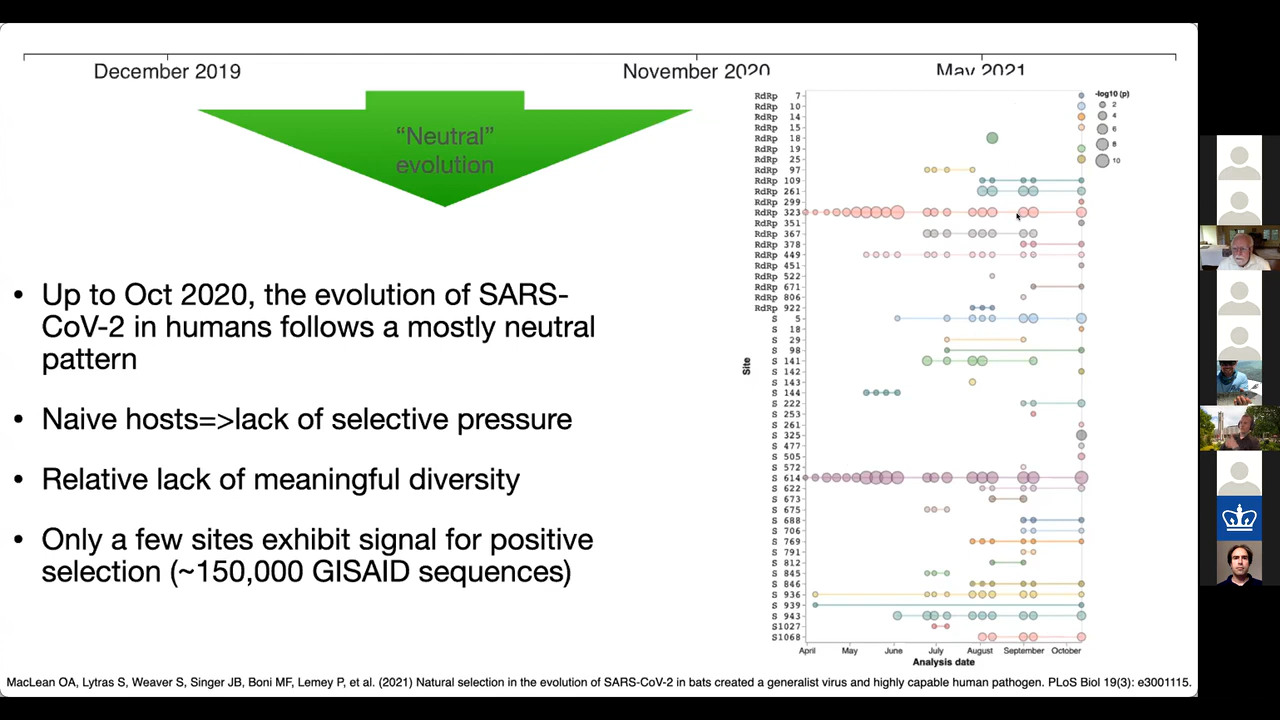 December 2019
November 2020
May 2021
“Neutral”
evolution
• Up to Oct 2020, the evolution of SARS-
CoV-2 in humans follows a mostly neutral
pattern
• Naive hosts=>lack of selective pressure
• Relative lack of meaningful diversity
• Only a few sites exhibit signal for positive
selection (~150,000 GISAID sequences)
-log10 (p)
2
4
6
8
10
Site
RdRp 7
RdRp 10
RdRp 14
RdRp 15
RdRp 18
RdRp 19
RdRp 25
RdRp 97
RdRp 109
RdRp 261
RdRp 299
RdRp 323
RdRp 351
RdRp 367
RdRp 378
RdRp 449
RdRp 451
RdRp 522
RdRp 671
RdRp 806
RdRp 922
S 5
S 18
S 29
S 98
S 141
S 142
S 143
S 144
S 222
S 253
S 261
S 325
S 477
S 505
S 572
S 614
S 622
S 673
S 675
S 688
S 706
S 769
S 791
S 812
S 845
S 846
S 936
S 939
S 943
S1027
S1068
April May June July August September October
Analysis date
MacLean OA, Lytras S, Weaver S, Singer JB, Boni MF, Lemey P, et al. (2021) Natural selection in the evolution of SARS-CoV-2 in bats created a generalist virus and highly capable human pathogen. PLoS Biol 19(3): e3001115.